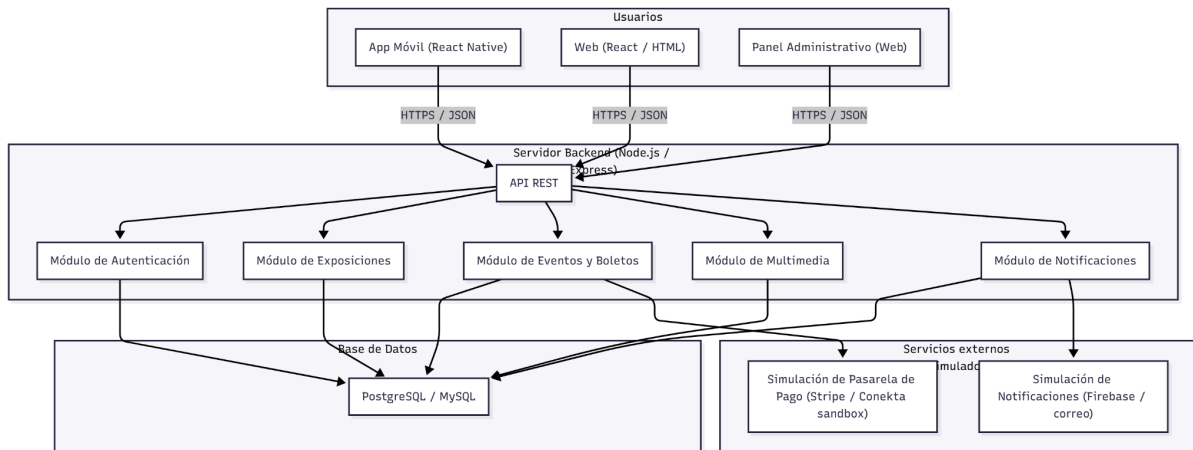 Usuarios
App Móvil (React Native)
Web (React / HTML)
Panel Administrativo (Web)
HTTPS / JSON
HTTPS / JSON
HTTPS / JSON
Servidor Backend (Node.js /
Express)
API REST
Módulo de Autenticación
Módulo de Exposiciones
Módulo de Eventos y Boletos
Módulo de Multimedia
Módulo de Notificaciones
Base de Datos
PostgreSQL / MySQL
Servicios externos
Simulación de Pasarela de
Pago (Stripe / Conekta
sandbox)
Simulación de
Notificaciones (Firebase /
correo)